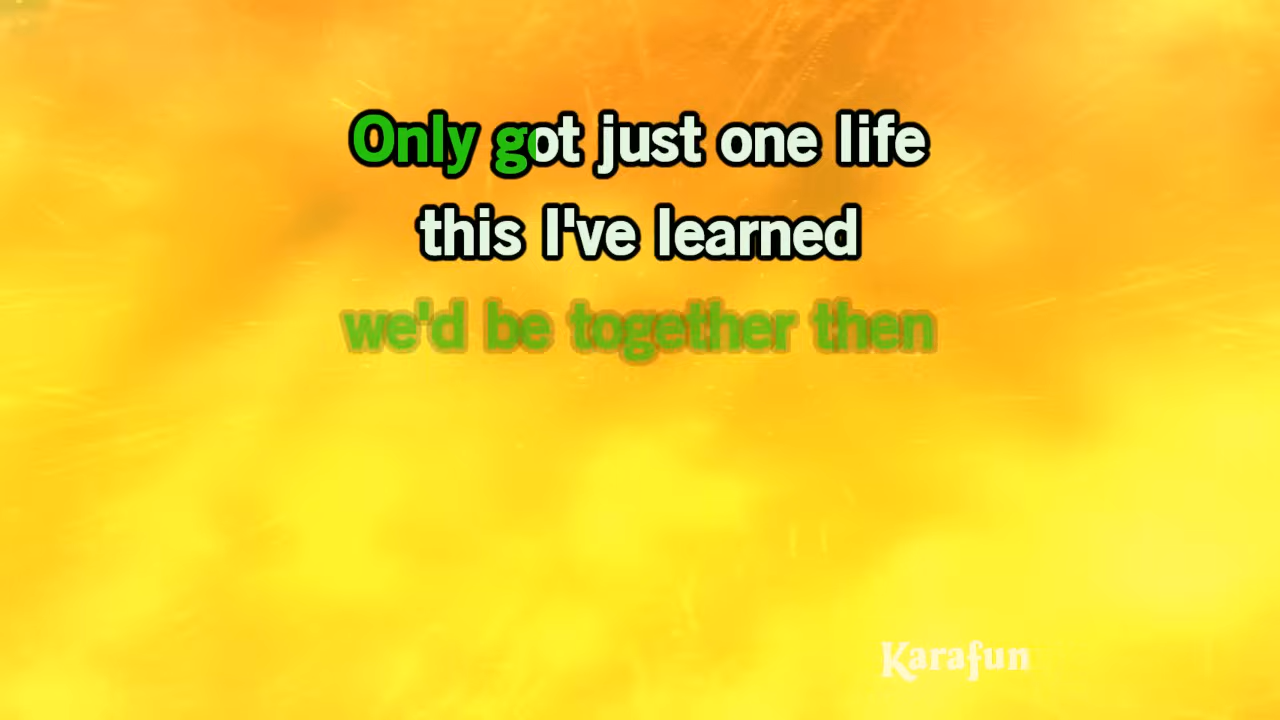 Only got just one life
this I've learned
we'd be together then
Karafun